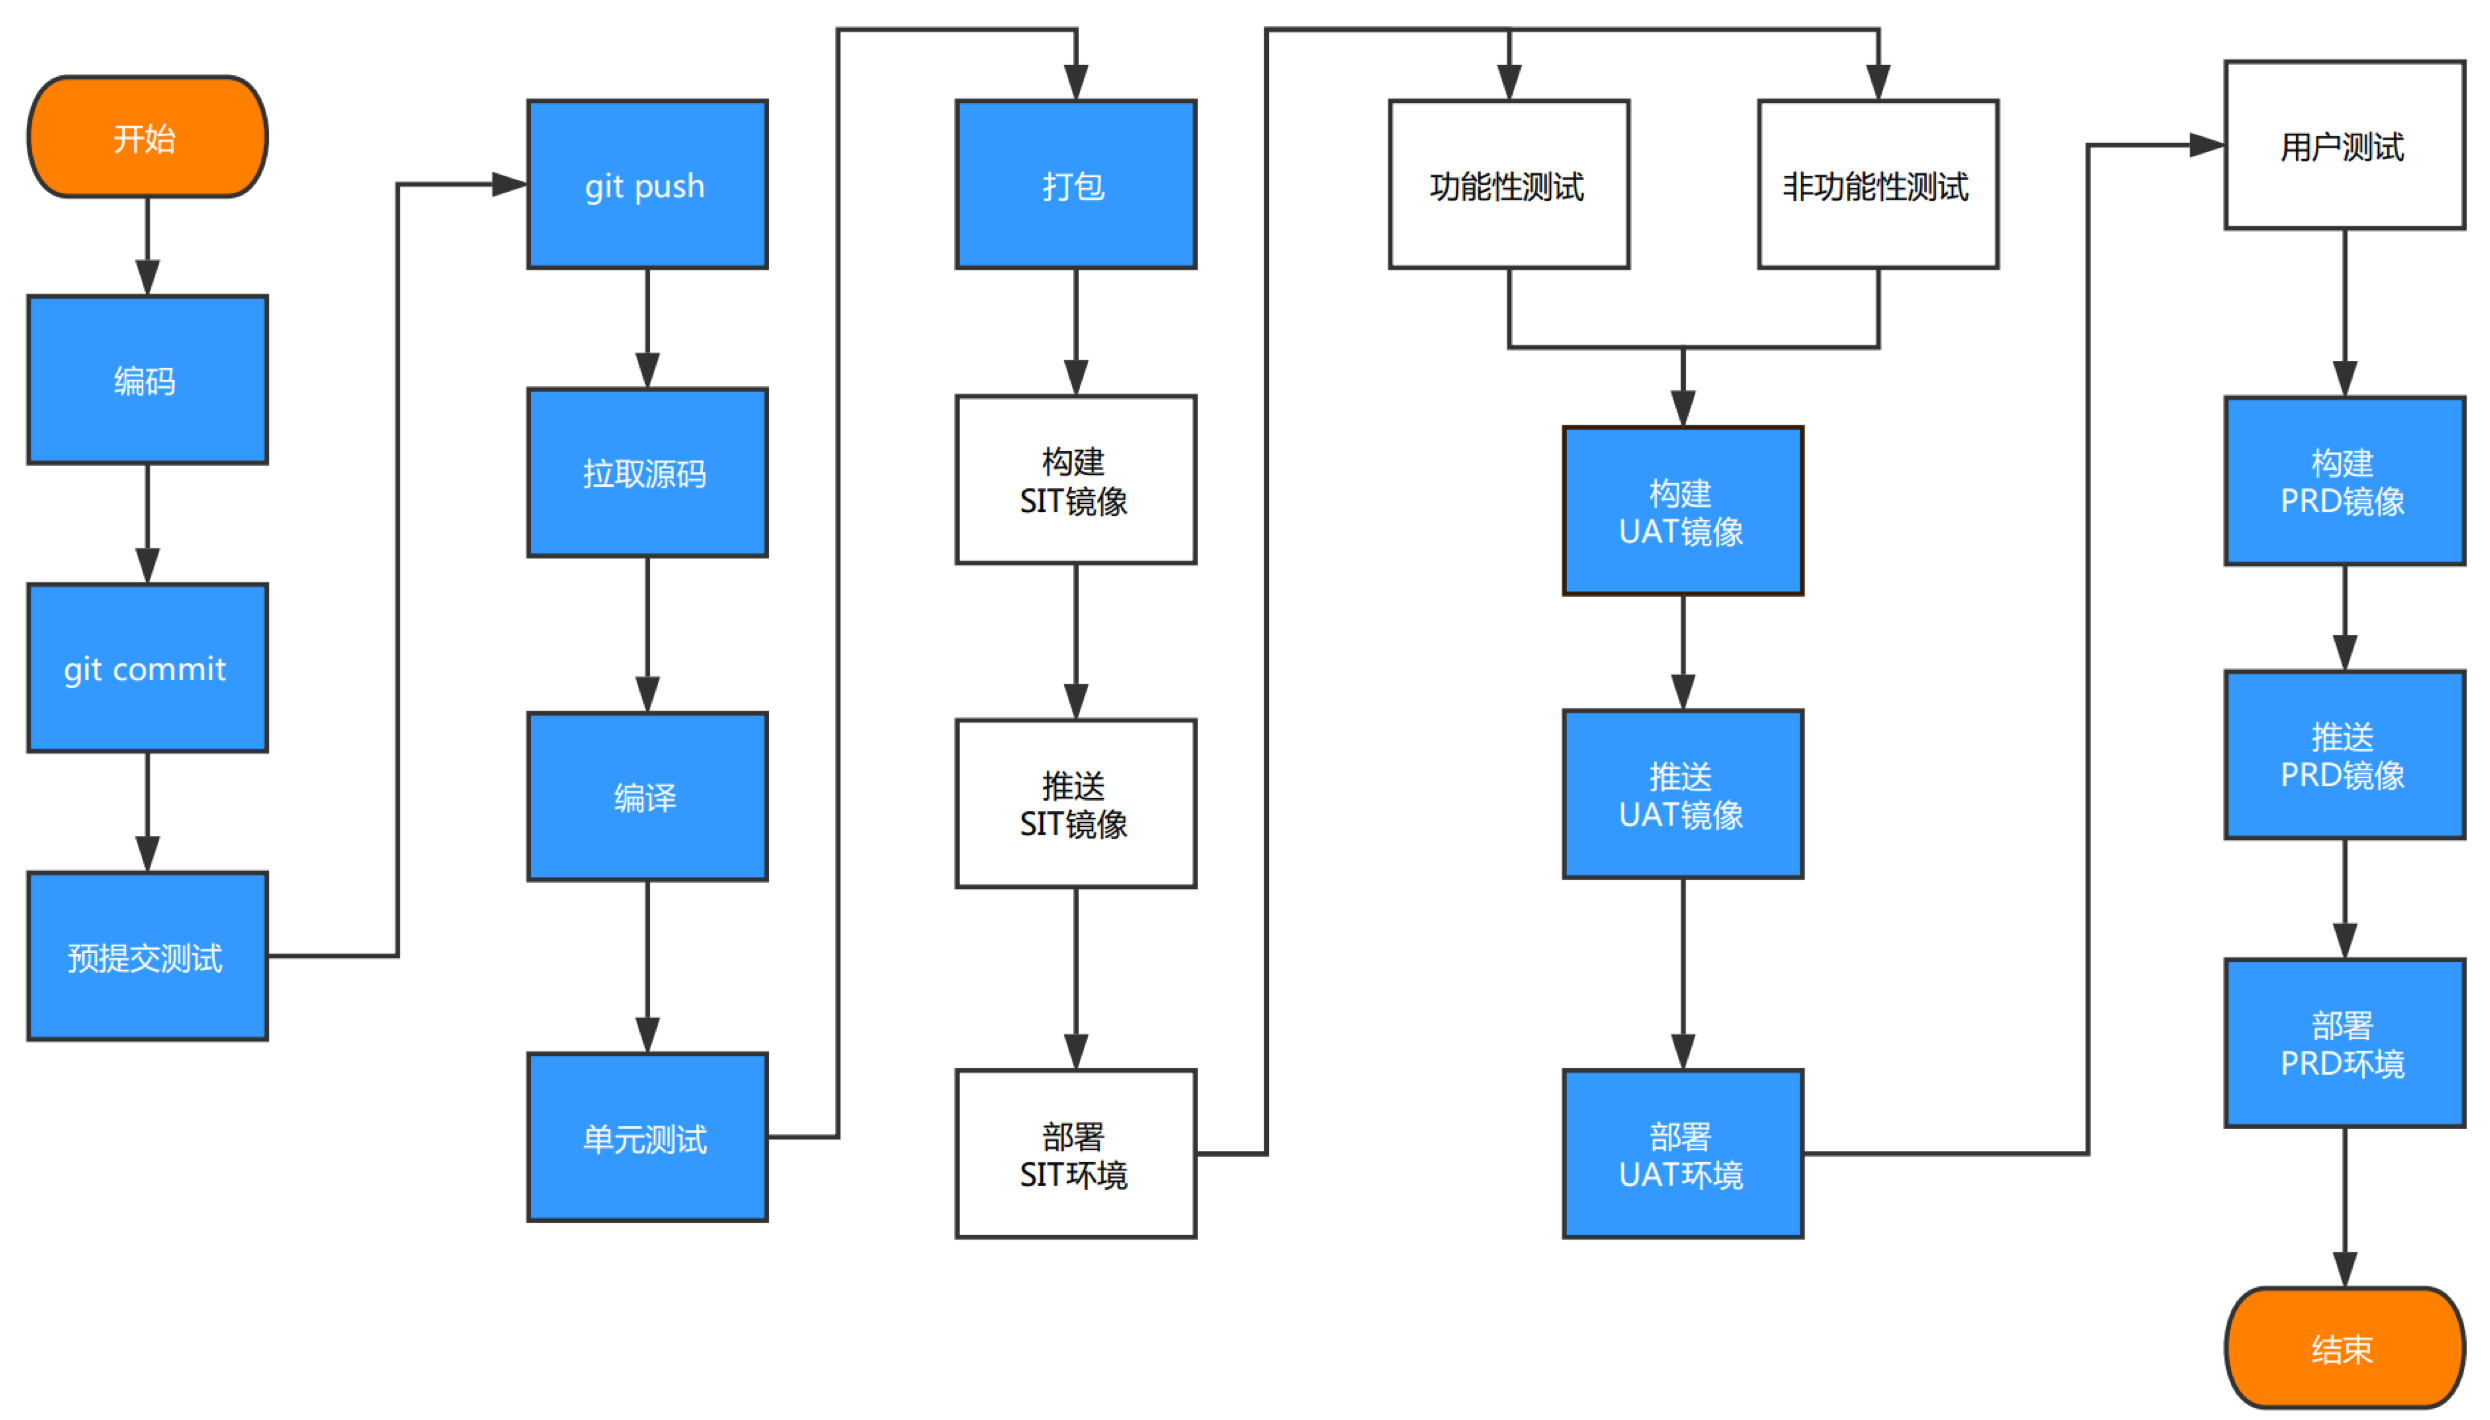 开始
编码
git commit
预提交测试
git push
拉取源码
编译
单元测试
打包
构建
SIT镜像
推送
SIT镜像
部署
SIT环境
功能性测试
非功能性测试
构建
UAT镜像
推送
UAT镜像
部署
UAT环境
用户测试
构建
PRD镜像
推送
PRD镜像
部署
PRD环境
结束